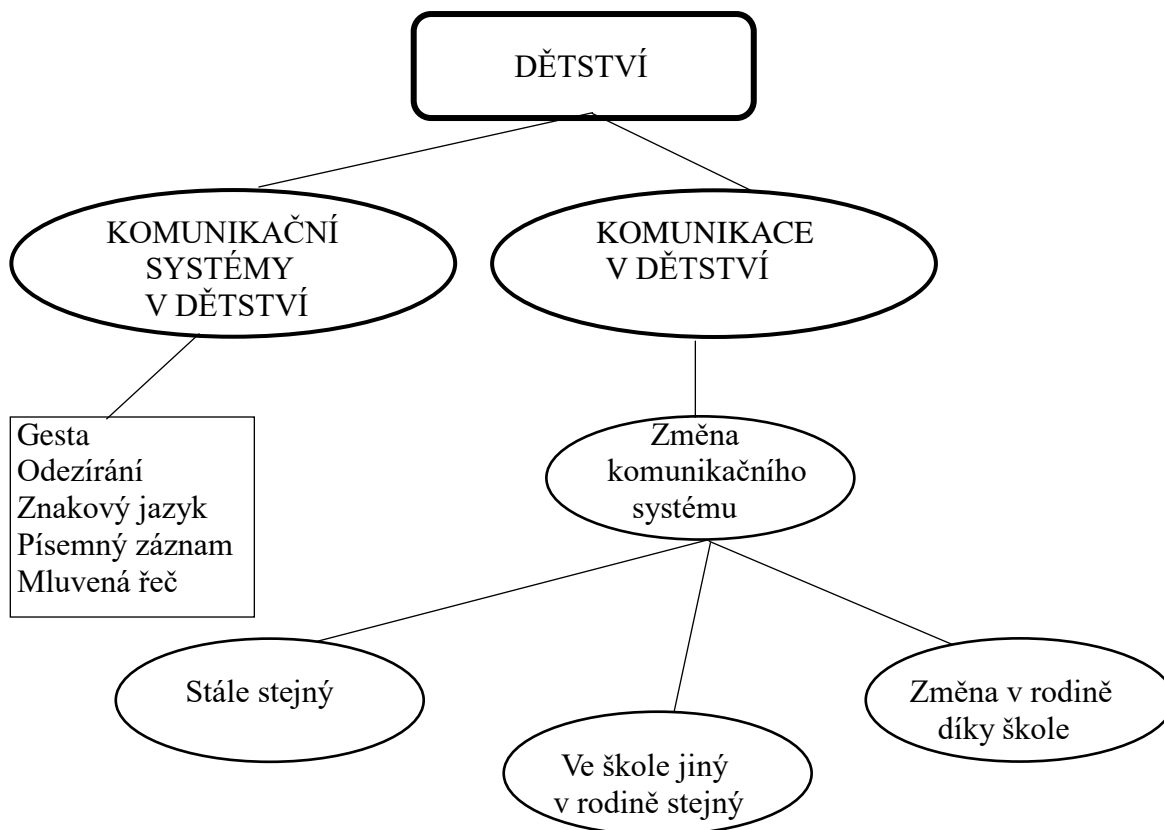 DĚTSTVÍ
KOMUNIKAČNÍ
SYSTÉMY
V DĚTSTVÍ
KOMUNIKACE
V DĚTSTVÍ
Gesta
Odezírání
Znakový jazyk
Písemný záznam
Mluvená řeč
Změna
komunikačního
systému
Stále stejný
Ve škole jiný
v rodině stejný
Změna v rodině
díky škole